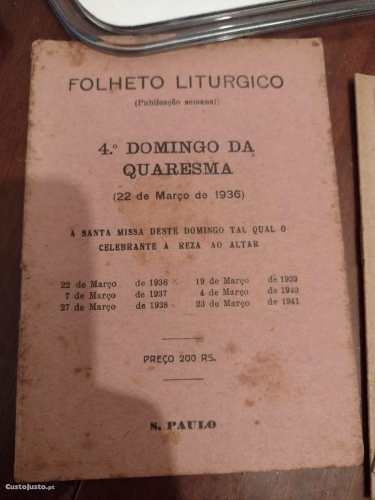 FOLHETO LITURGICO
(Publicação semanal)
4.º DOMINGO DA
QUARESMA
(22 de Março de 1936)
A SANTA MISSA DESTE DOMINGO TAL QUAL O
CELEBRANTE A REZA AO ALTAR
22 de Março de 1936 19 de Março de 1939
7 de Março de 1937 4 de Março de 1940
27 de Março de 1938 23 de Março de 1941
PREÇO 200 RS.
S. PAULO
CustoJusto.pt